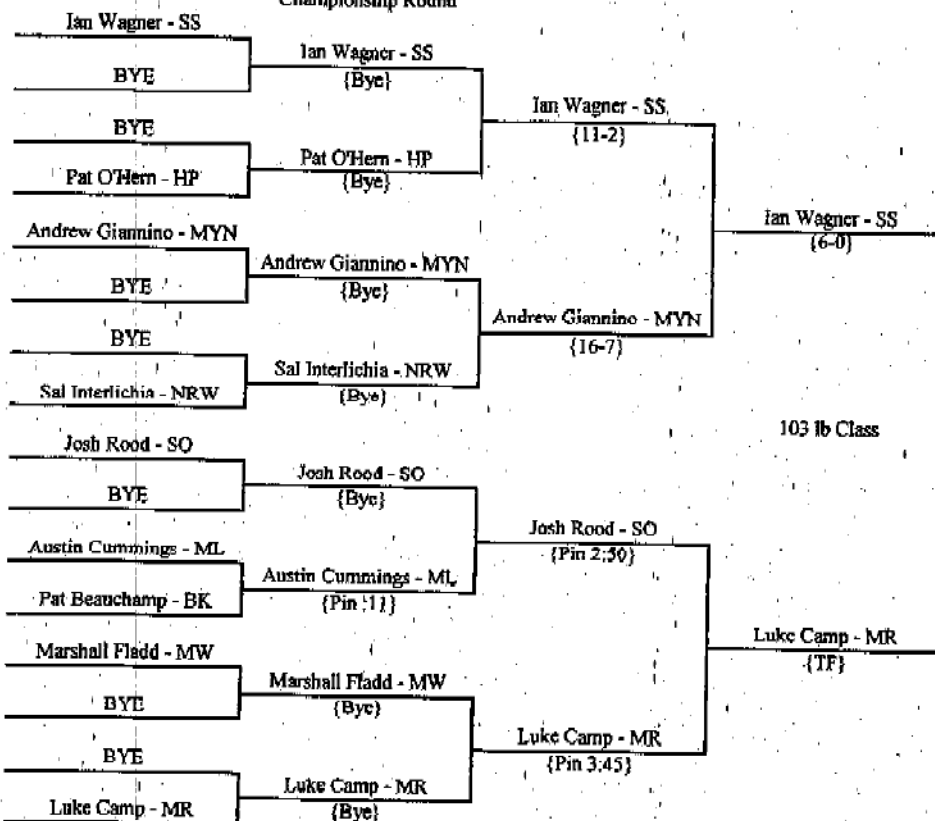 Championship Round
Ian Wagner - SS
BYE
BYE
Pat O'Hern - HP
Andrew Giannino - MYN
BYE
BYE
Sal Interlichia - NRW
Josh Rood - SO
BYE
Austin Cummings - ML
Pat Beauchamp - BK
Marshall Fladd - MW
BYE
BYE
Luke Camp - MR
Ian Wagner - SS
{Bye}
Pat O'Hern - HP
{Bye}
Andrew Giannino - MYN
{Bye}
Sal Interlichia - NRW
{Bye}
Josh Rood - SO
{Bye}
Austin Cummings - ML
{Pin :11}
Marshall Fladd - MW
{Bye}
Luke Camp - MR
{Bye}
Ian Wagner - SS
{11-2}
Andrew Giannino - MYN
{16-7}
Josh Rood - SO
{Pin 2:50}
Luke Camp - MR
{Pin 3:45}
Ian Wagner - SS
{6-0}
103 lb Class
Luke Camp - MR
{TF}